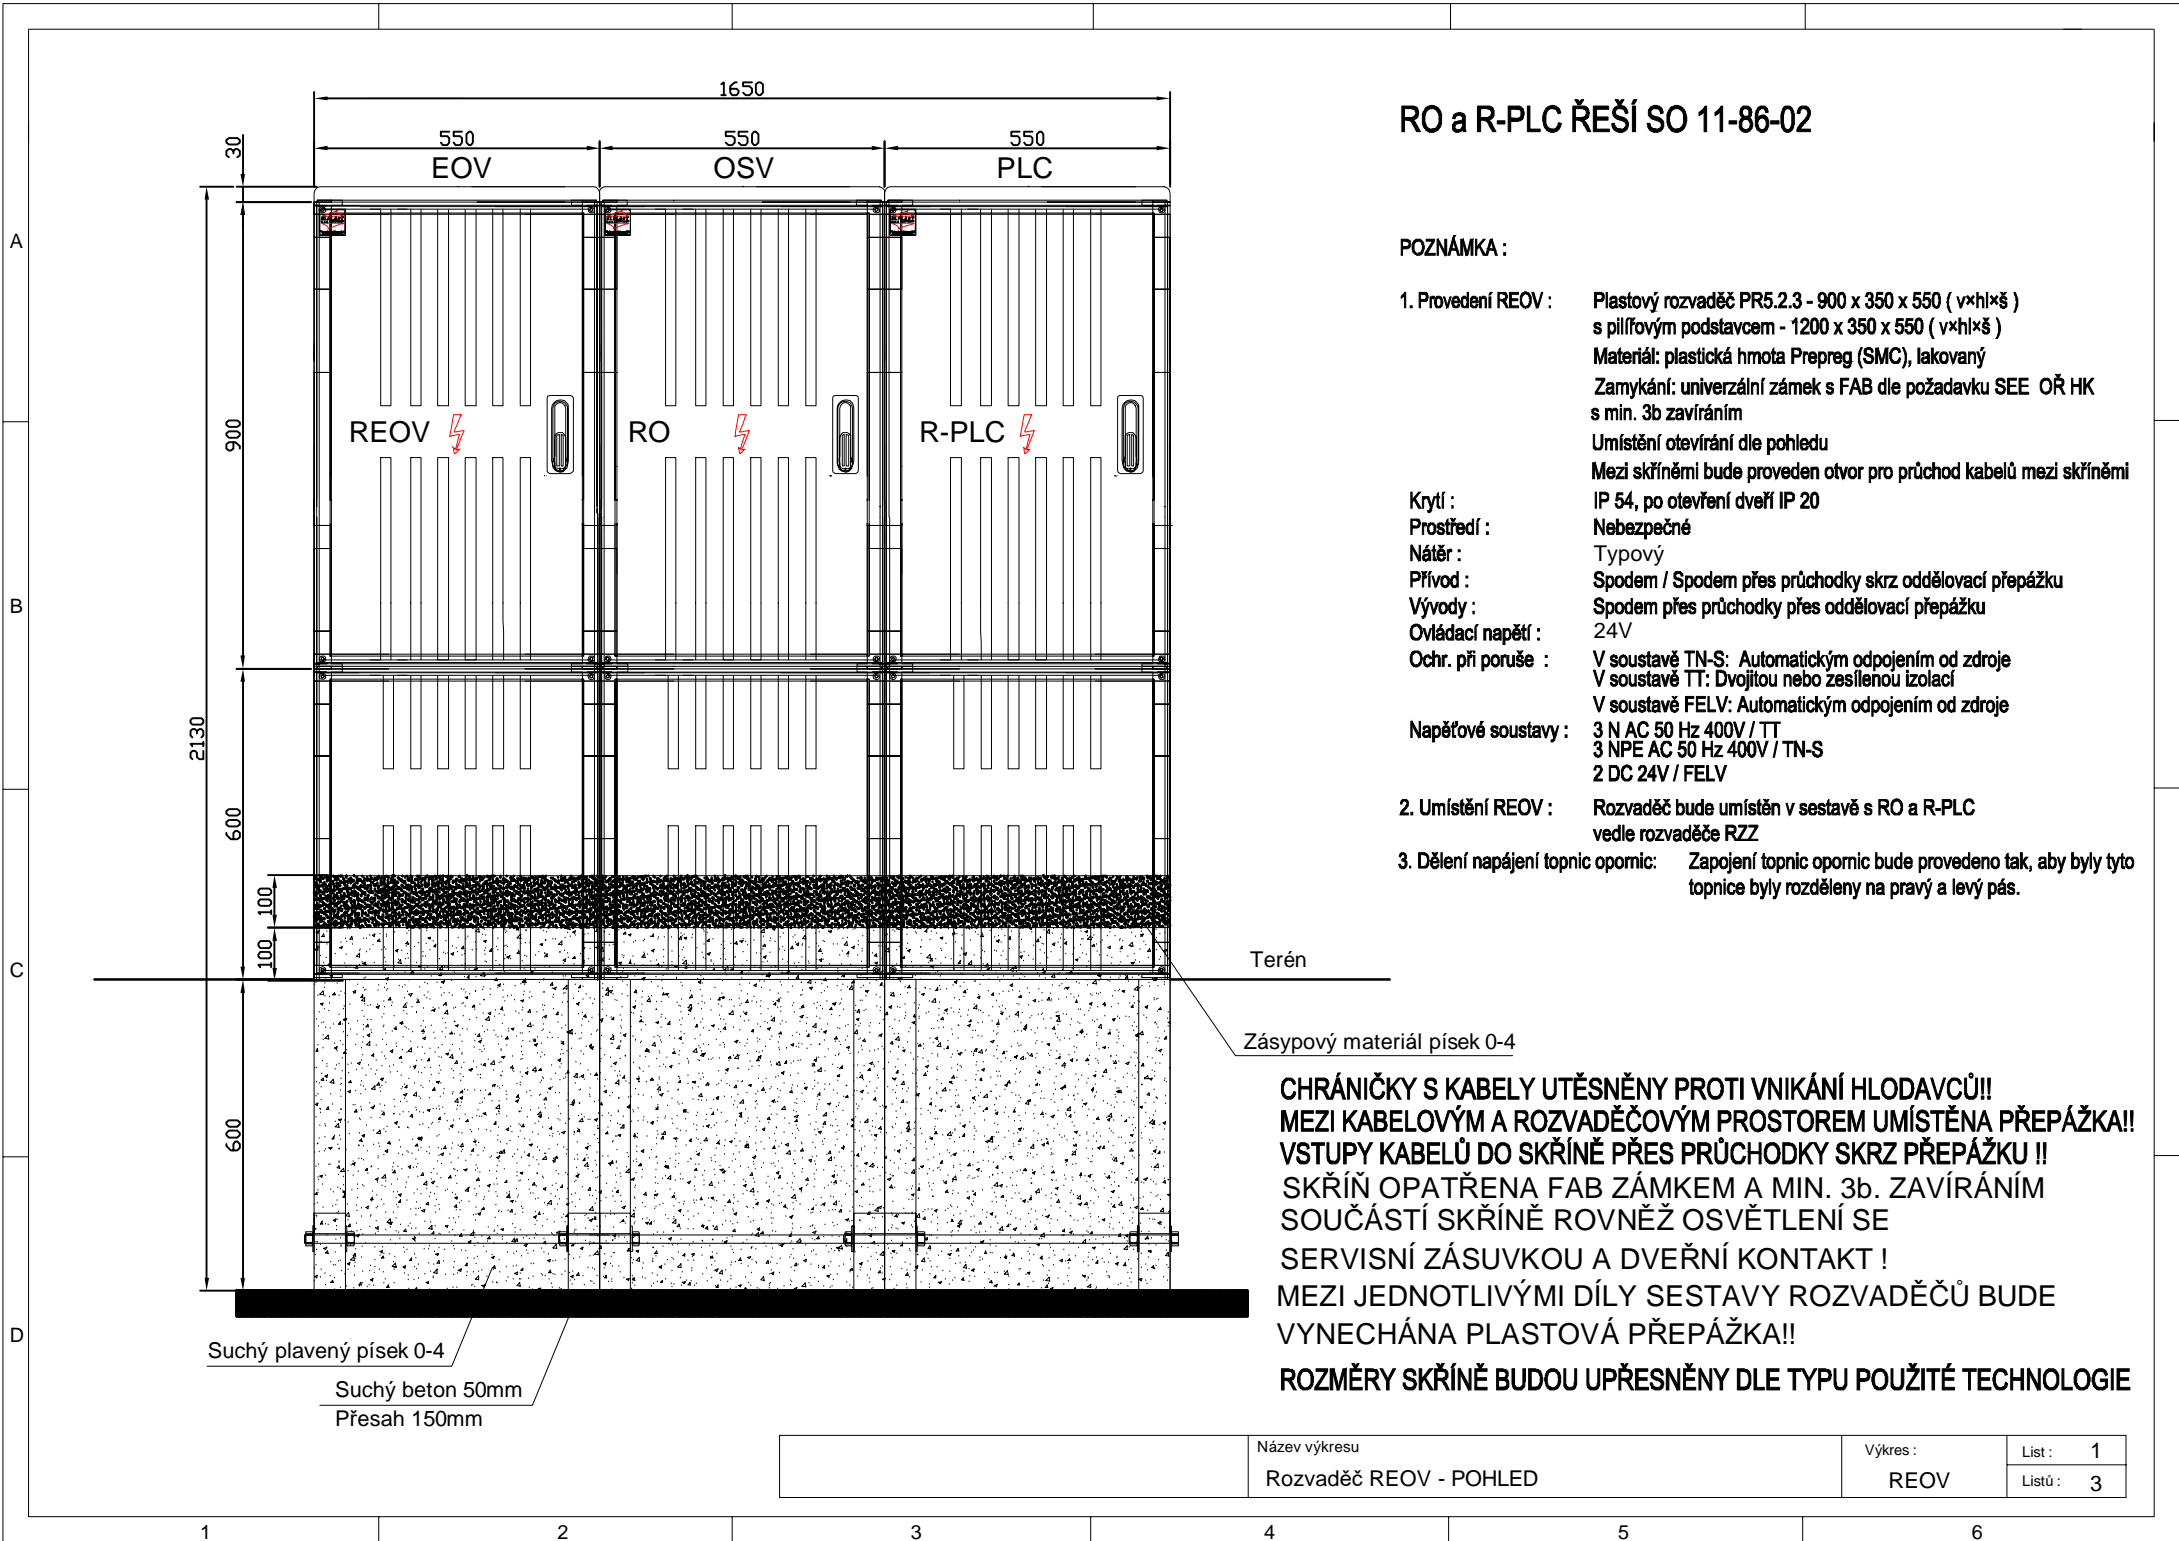 1650
550
550
550
30
EOV
OSV
PLC
RO a R-PLC ŘEŠÍ SO 11-86-02
A
POZNÁMKA :
1. Provedení REOV : Plastový rozvaděč PR5.2.3 - 900 x 350 x 550 ( v×hl×š )
s pilířovým podstavcem - 1200 x 350 x 550 ( v×hl×š )
Materiál: plastická hmota Prepreg (SMC), lakovaný
Zamykání: univerzální zámek s FAB dle požadavku SEE OŘ HK
s min. 3b zavíráním
Umístění otevírání dle pohledu
Mezi skříněmi bude proveden otvor pro průchod kabelů mezi skříněmi
900
REOV
RO
R-PLC
Krytí : IP 54, po otevření dveří IP 20
Prostředí : Nebezpečné
Nátěr : Typový
Přívod : Spodem / Spodem přes průchodky skrz oddělovací přepážku
B
Vývody : Spodem přes průchodky přes oddělovací přepážku
Ovládací napětí : 24V
Ochr. při poruše : V soustavě TN-S: Automatickým odpojením od zdroje
V soustavě TT: Dvojitou nebo zesílenou izolací
V soustavě FELV: Automatickým odpojením od zdroje
Napěťové soustavy : 3 N AC 50 Hz 400V / TT
3 NPE AC 50 Hz 400V / TN-S
2 DC 24V / FELV
2130
600
2. Umístění REOV : Rozvaděč bude umístěn v sestavě s RO a R-PLC
vedle rozvaděče RZZ
3. Dělení napájení topnic opornic: Zapojení topnic opornic bude provedeno tak, aby byly tyto
topnice byly rozděleny na pravý a levý pás.
100
100
C
Terén
Zásypový materiál písek 0-4
600
CHRÁNIČKY S KABELY UTĚSNĚNY PROTI VNIKÁNÍ HLODAVCŮ!!
MEZI KABELOVÝM A ROZVADĚČOVÝM PROSTOREM UMÍSTĚNA PŘEPÁŽKA!!
VSTUPY KABELŮ DO SKŘÍNĚ PŘES PRŮCHODKY SKRZ PŘEPÁŽKU !!
SKŘÍŇ OPATŘENA FAB ZÁMKEM A MIN. 3b. ZAVÍRÁNÍM
SOUČÁSTÍ SKŘÍNĚ ROVNĚŽ OSVĚTLENÍ SE
SERVISNÍ ZÁSUVKOU A DVEŘNÍ KONTAKT !
MEZI JEDNOTLIVÝMI DÍLY SESTAVY ROZVADĚČŮ BUDE
VYNECHÁNA PLASTOVÁ PŘEPÁŽKA!!
ROZMĚRY SKŘÍNĚ BUDOU UPŘESNĚNY DLE TYPU POUŽITÉ TECHNOLOGIE
D
Suchý plavený písek 0-4
Suchý beton 50mm
Přesah 150mm
Název výkresu
Rozvaděč REOV - POHLED
Výkres :
REOV
List : 1
Listů : 3
1 2 3 4 5 6